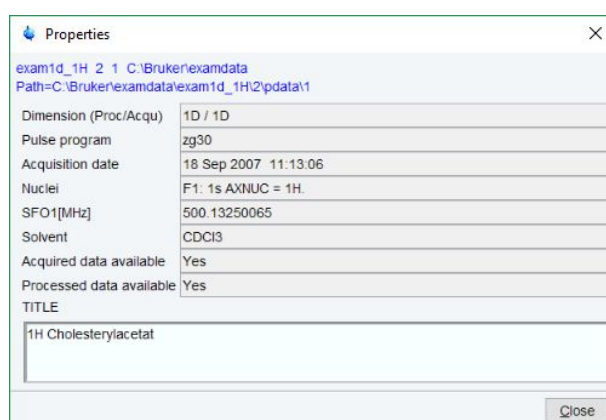 Properties
exam1d_1H 2 1 C:\Bruker\examdata
Path=C:\Bruker\examdata\exam1d_1H\2\pdata\1
Dimension (Proc/Acqu) 1D / 1D
Pulse program zg30
Acquisition date 18 Sep 2007 11:13:06
Nuclei F1: 1s AXNUC = 1H.
SFO1[MHz] 500.13250065
Solvent CDCl3
Acquired data available Yes
Processed data available Yes
TITLE
1H Cholesterylacetat
Close